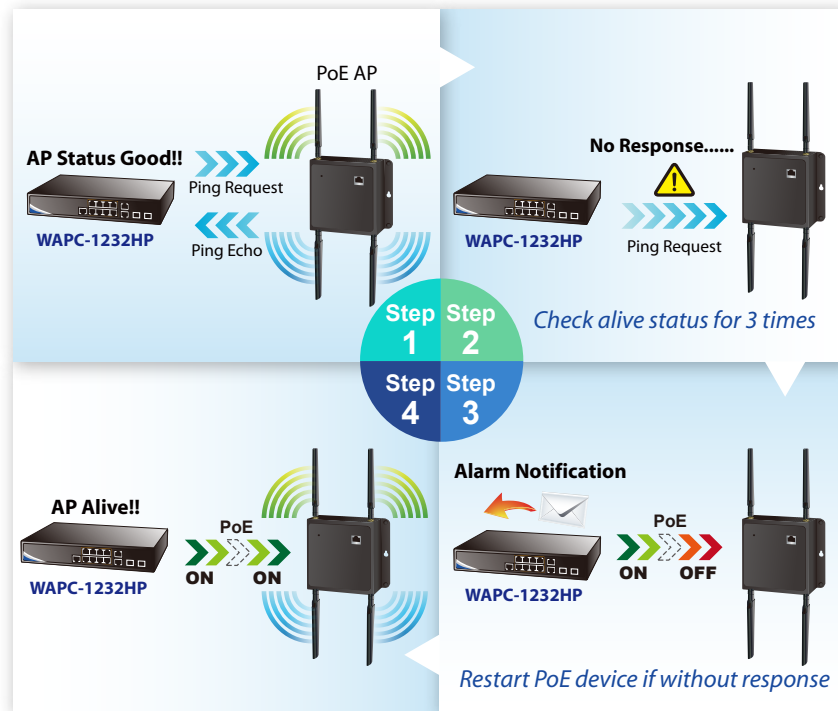 PoE AP
AP Status Good!!
Ping Request
WAPC-1232HP
Ping Echo
No Response......
WAPC-1232HP
Ping Request
Check alive status for 3 times
Step
1
Step
2
Step
4
Step
3
Alarm Notification
PoE
ON
OFF
WAPC-1232HP
Restart PoE device if without response
AP Alive!!
PoE
ON
ON
WAPC-1232HP